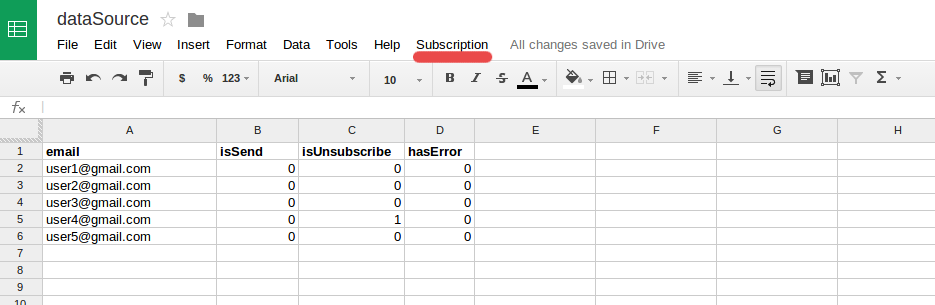 dataSource
File Edit View Insert Format Data Tools Help Subscription All changes saved in Drive
$ % 123 Arial 10 B I S A Σ
fx
A B C D E F G H
1 email isSend isUnsubscribe hasError
2 user1@gmail.com 0 0 0
3 user2@gmail.com 0 0 0
4 user3@gmail.com 0 0 0
5 user4@gmail.com 0 1 0
6 user5@gmail.com 0 0 0
7
8
9
10